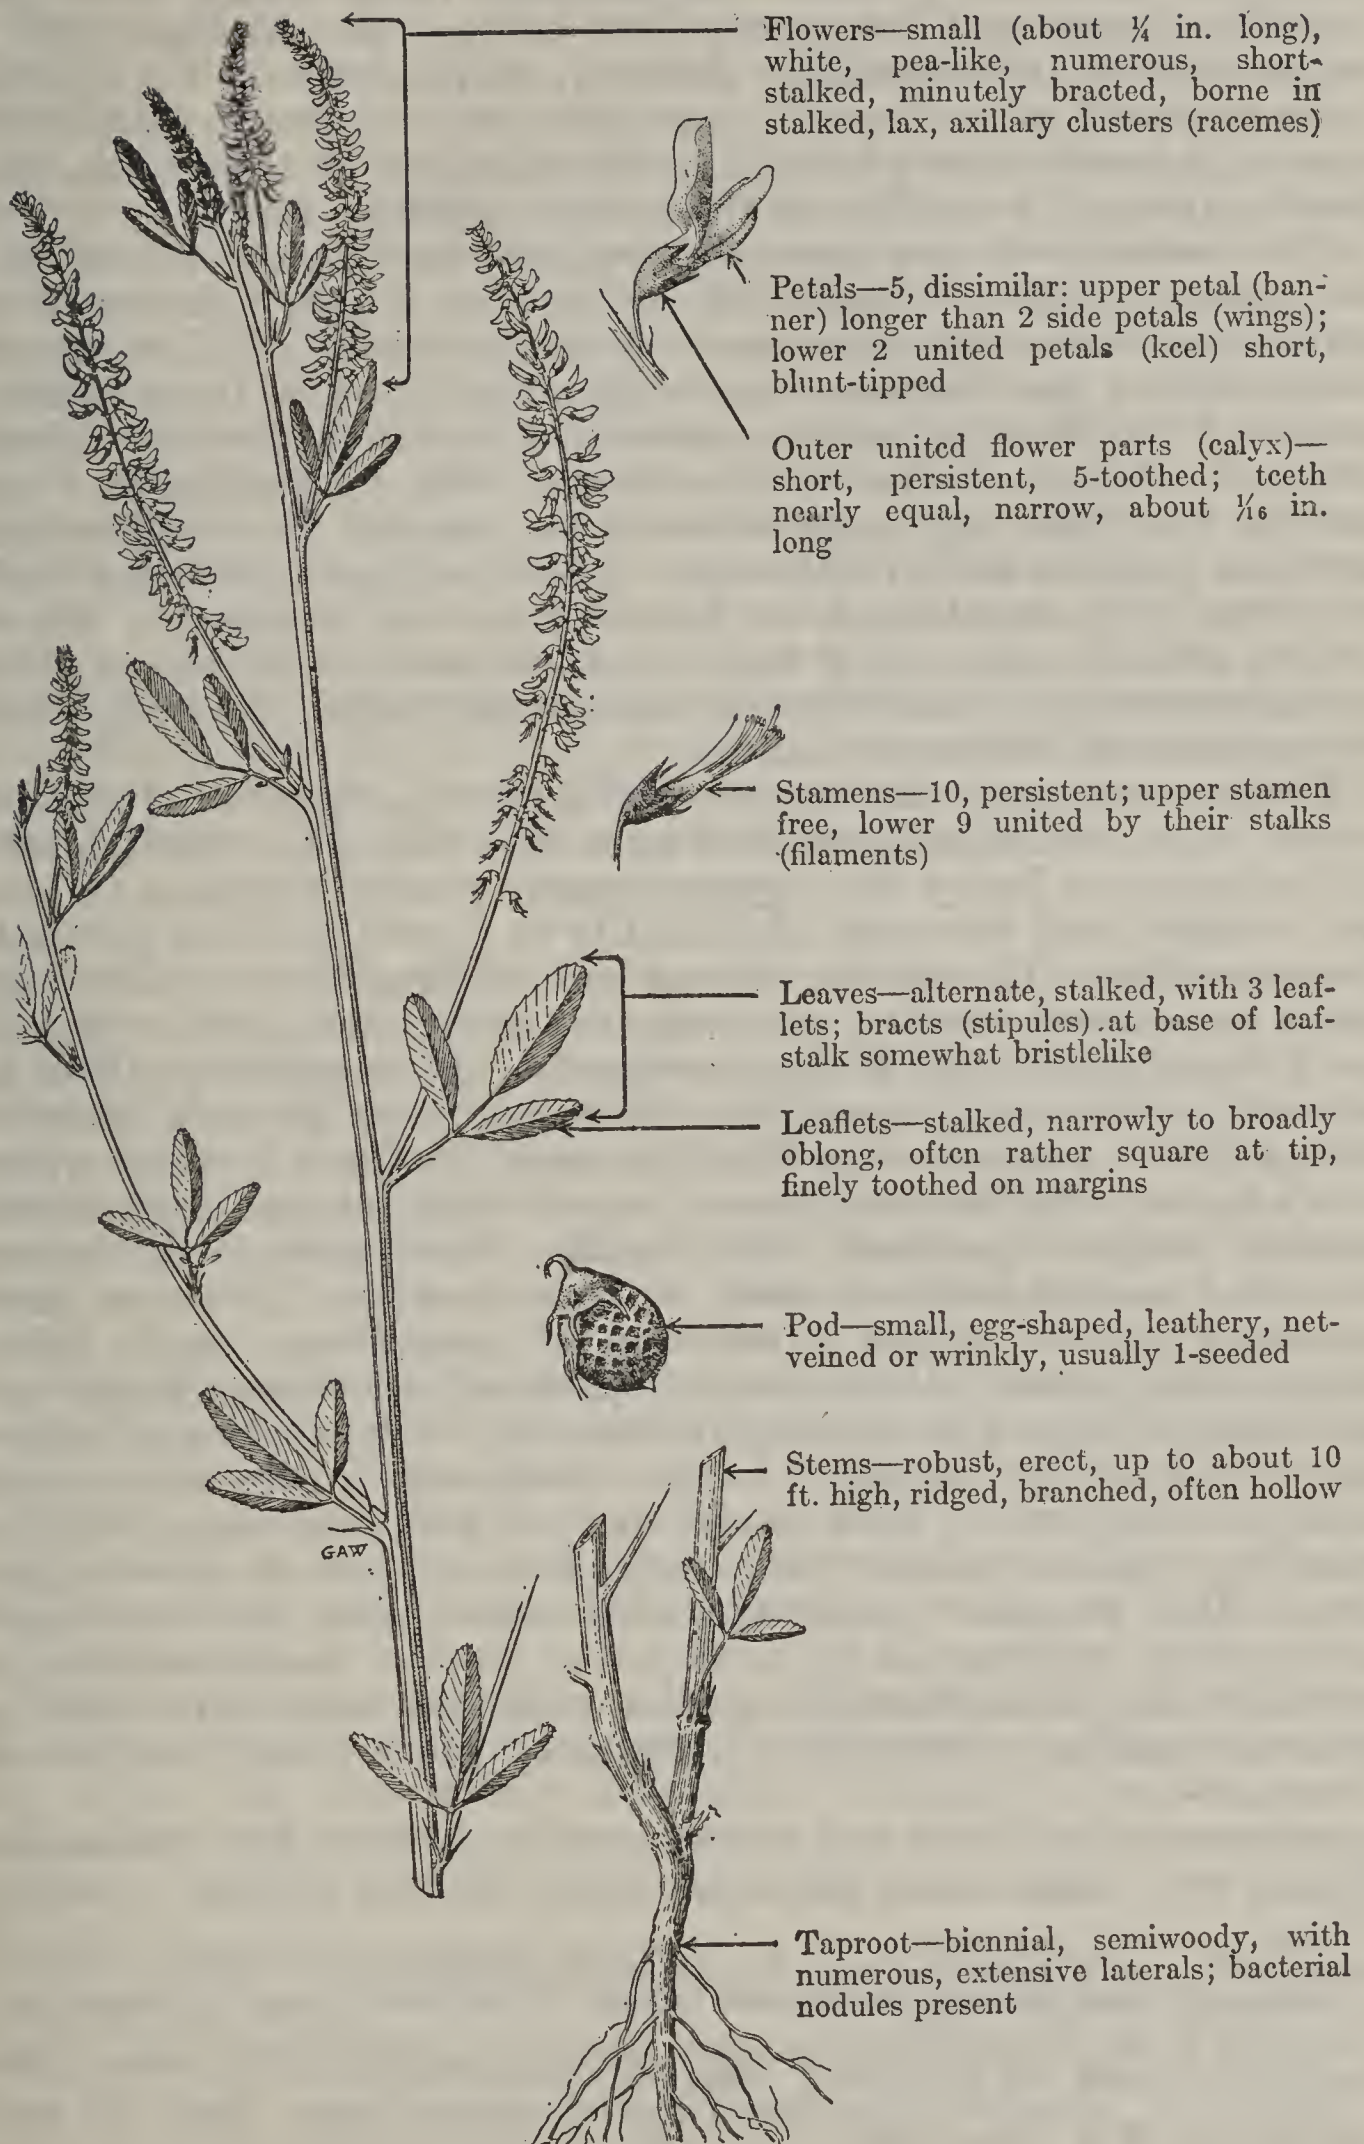 Flowers—small (about ¼ in. long),
white, pea-like, numerous, short-
stalked, minutely bracted, borne in
stalked, lax, axillary clusters (racemes)
Petals—5, dissimilar: upper petal (ban-
ner) longer than 2 side petals (wings);
lower 2 united petals (keel) short,
blunt-tipped
Outer united flower parts (calyx)—
short, persistent, 5-toothed; teeth
nearly equal, narrow, about 1/16 in.
long
Stamens—10, persistent; upper stamen
free, lower 9 united by their stalks
(filaments)
Leaves—alternate, stalked, with 3 leaf-
lets; bracts (stipules) at base of leaf-
stalk somewhat bristlelike
Leaflets—stalked, narrowly to broadly
oblong, often rather square at tip,
finely toothed on margins
Pod—small, egg-shaped, leathery, net-
veined or wrinkly, usually 1-seeded
Stems—robust, erect, up to about 10
ft. high, ridged, branched, often hollow
GAW
Taproot—biennial, semiwoody, with
numerous, extensive laterals; bacterial
nodules present